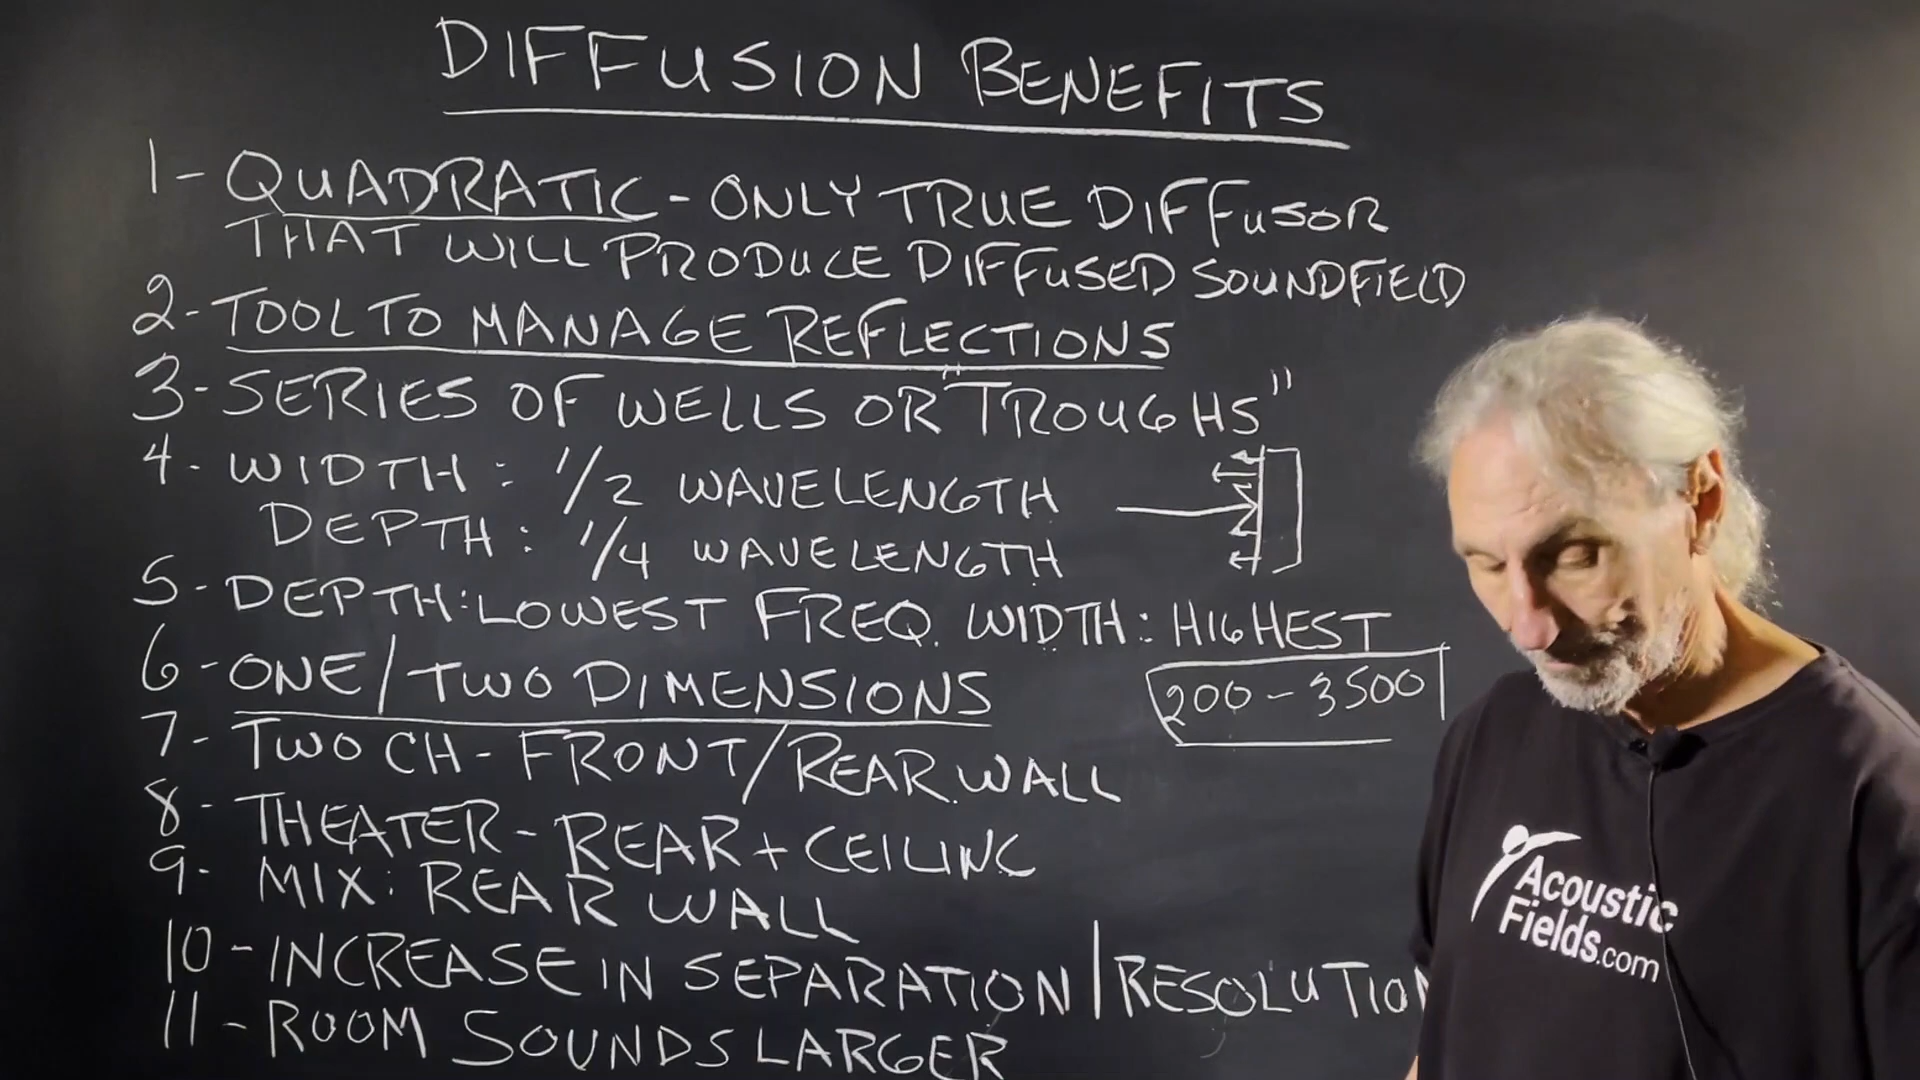 DIFFUSION BENEFITS
1- QUADRATIC - ONLY TRUE DIFFUSOR
THAT WILL PRODUCE DIFFUSED SOUNDFIELD
2- TOOL TO MANAGE REFLECTIONS
3- SERIES OF WELLS OR "TROUGHS"
4- WIDTH: 1/2 WAVELENGTH
DEPTH: 1/4 WAVELENGTH
5- DEPTH: LOWEST FREQ. WIDTH: HIGHEST
6- ONE/TWO DIMENSIONS
200 - 3500
7- TWO CH - FRONT/REAR WALL
8- THEATER - REAR + CEILING
9- MIX: REAR WALL
10- INCREASE IN SEPARATION | RESOLUTION
11- ROOM SOUNDS LARGER
Acoustic
Fields.com